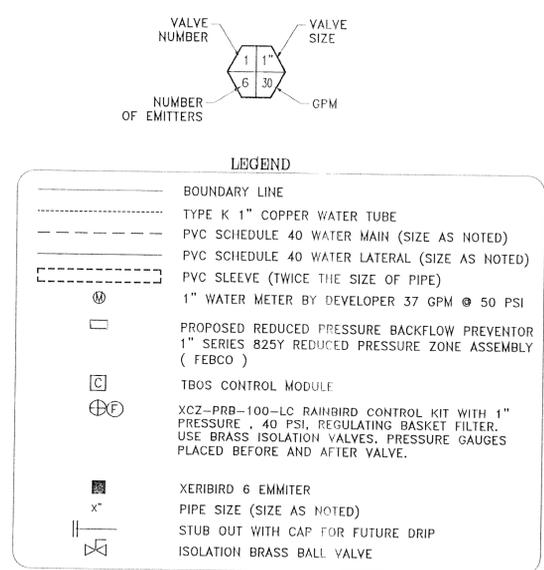 VALVE
NUMBER
VALVE
SIZE
1
1"
6
30
NUMBER
OF EMITTERS
GPM
LEGEND
BOUNDARY LINE
TYPE K 1" COPPER WATER TUBE
PVC SCHEDULE 40 WATER MAIN (SIZE AS NOTED)
PVC SCHEDULE 40 WATER LATERAL (SIZE AS NOTED)
PVC SLEEVE (TWICE THE SIZE OF PIPE)
M 1" WATER METER BY DEVELOPER 37 GPM @ 50 PSI
PROPOSED REDUCED PRESSURE BACKFLOW PREVENTOR
1" SERIES 825Y REDUCED PRESSURE ZONE ASSEMBLY
( FEBCO )
C TBOS CONTROL MODULE
F XCZ-PRB-100-LC RAINBIRD CONTROL KIT WITH 1"
PRESSURE , 40 PSI, REGULATING BASKET FILTER.
USE BRASS ISOLATION VALVES. PRESSURE GAUGES
PLACED BEFORE AND AFTER VALVE.
XERIBIRD 6 EMMITER
x" PIPE SIZE (SIZE AS NOTED)
STUB OUT WITH CAP FOR FUTURE DRIP
ISOLATION BRASS BALL VALVE